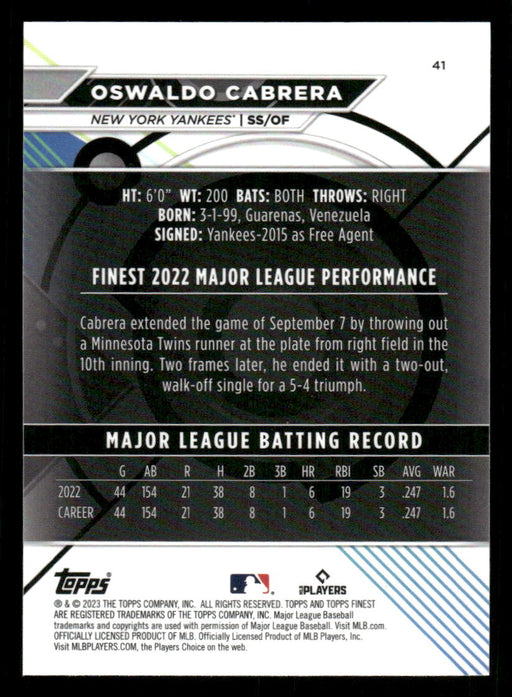 41
OSWALDO CABRERA
NEW YORK YANKEES® | SS/OF
HT: 6'0" WT: 200 BATS: BOTH THROWS: RIGHT
BORN: 3-1-99, Guarenas, Venezuela
SIGNED: Yankees-2015 as Free Agent
FINEST 2022 MAJOR LEAGUE PERFORMANCE
Cabrera extended the game of September 7 by throwing out
a Minnesota Twins runner at the plate from right field in the
10th inning. Two frames later, he ended it with a two-out,
walk-off single for a 5-4 triumph.
MAJOR LEAGUE BATTING RECORD
G AB R H 2B 3B HR RBI SB AVG WAR
2022 44 154 21 38 8 1 6 19 3 .247 1.6
CAREER 44 154 21 38 8 1 6 19 3 .247 1.6
Topps® MLB PLAYERS
® & © 2023 THE TOPPS COMPANY, INC. ALL RIGHTS RESERVED. TOPPS AND TOPPS FINEST
ARE REGISTERED TRADEMARKS OF THE TOPPS COMPANY, INC. Major League Baseball
trademarks and copyrights are used with permission of Major League Baseball. Visit MLB.com.
OFFICIALLY LICENSED PRODUCT OF MLB. Officially Licensed Product of MLB Players, Inc.
Visit MLBPLAYERS.COM, the Players Choice on the web.